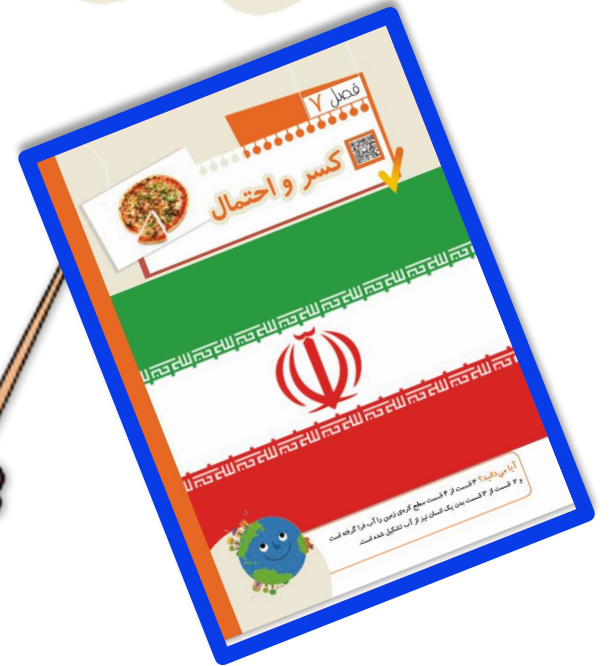 فصل ۷
کسر و احتمال
آیا می‌دانید؟ ۳ قسمت از ۴ قسمت سطح کره‌ی زمین را آب فرا گرفته است
و ۲ قسمت از ۳ قسمت بدن یک انسان نیز از آب تشکیل شده است.